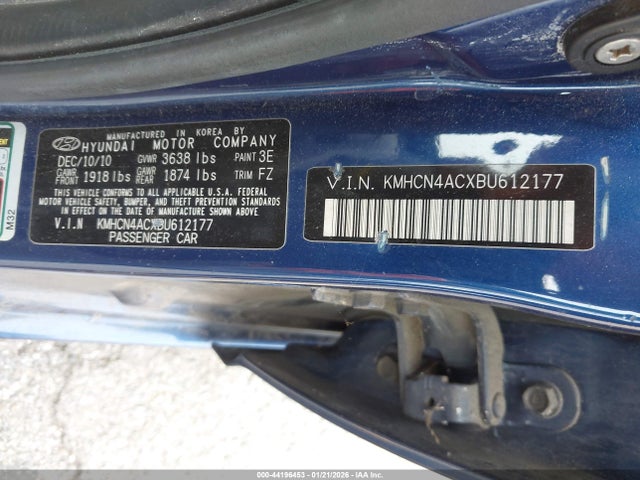 MANUFACTURED IN KOREA BY
HYUNDAI MOTOR COMPANY
DEC/10/10 GVWR 3638 lbs PAINT 3E
GAWR FRONT 1918 lbs GAWR REAR 1874 lbs TRIM FZ
THIS VEHICLE CONFORMS TO ALL APPLICABLE U.S.A. FEDERAL
MOTOR VEHICLE SAFETY, BUMPER, AND THEFT PREVENTION STANDARDS
IN EFFECT ON THE DATE OF MANUFACTURE SHOWN ABOVE.
V.I.N KMHCN4ACXBU612177
PASSENGER CAR
V.I.N. KMHCN4ACXBU612177
M32
000-44196453 - 01/21/2026 - IAAI.COM